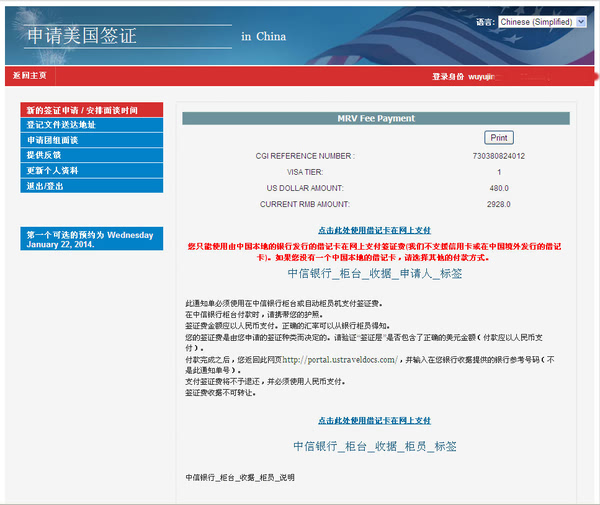 语言: Chinese (Simplified)
申请美国签证 in China
返回主页
登录身份 wuyujir
新的签证申请 / 安排面谈时间
登记文件送达地址
申请团组面谈
提供反馈
更新个人资料
退出/登出
第一个可选的预约为 Wednesday
January 22, 2014.
MRV Fee Payment
Print
CGI REFERENCE NUMBER : 730380824012
VISA TIER: 1
US DOLLAR AMOUNT: 480.0
CURRENT RMB AMOUNT: 2928.0
点击此处使用借记卡在网上支付
您只能使用由中国本地的银行发行的借记卡在网上支付签证费(我们不支援信用卡或在中国境外发行的借记
卡)。如果您没有一个中国本地的借记卡，请选择其他的付款方式。
中信银行_柜台_收据_申请人_标签
此通知单必须使用在中信银行柜台或自动柜员机支付签证费。
在中信银行柜台付款时，请携带您的护照。
签证费金额应以人民币支付。正确的汇率可以从银行柜员得知。
您的签证费是由您申请的签证种类而决定的。请验证“签证层”是否包含了正确的美元金额（付款应以人民币支
付）。
付款完成之后，您返回此网页http://portal.ustraveldocs.com/，并输入在您银行收据提供的银行参考号码（不
是此通知单号）。
支付签证费将不予退还，并必须使用人民币支付。
签证费收据不可转让。
点击此处使用借记卡在网上支付
中信银行_柜台_收据_柜员_标签
中信银行_柜台_收据_柜员_说明